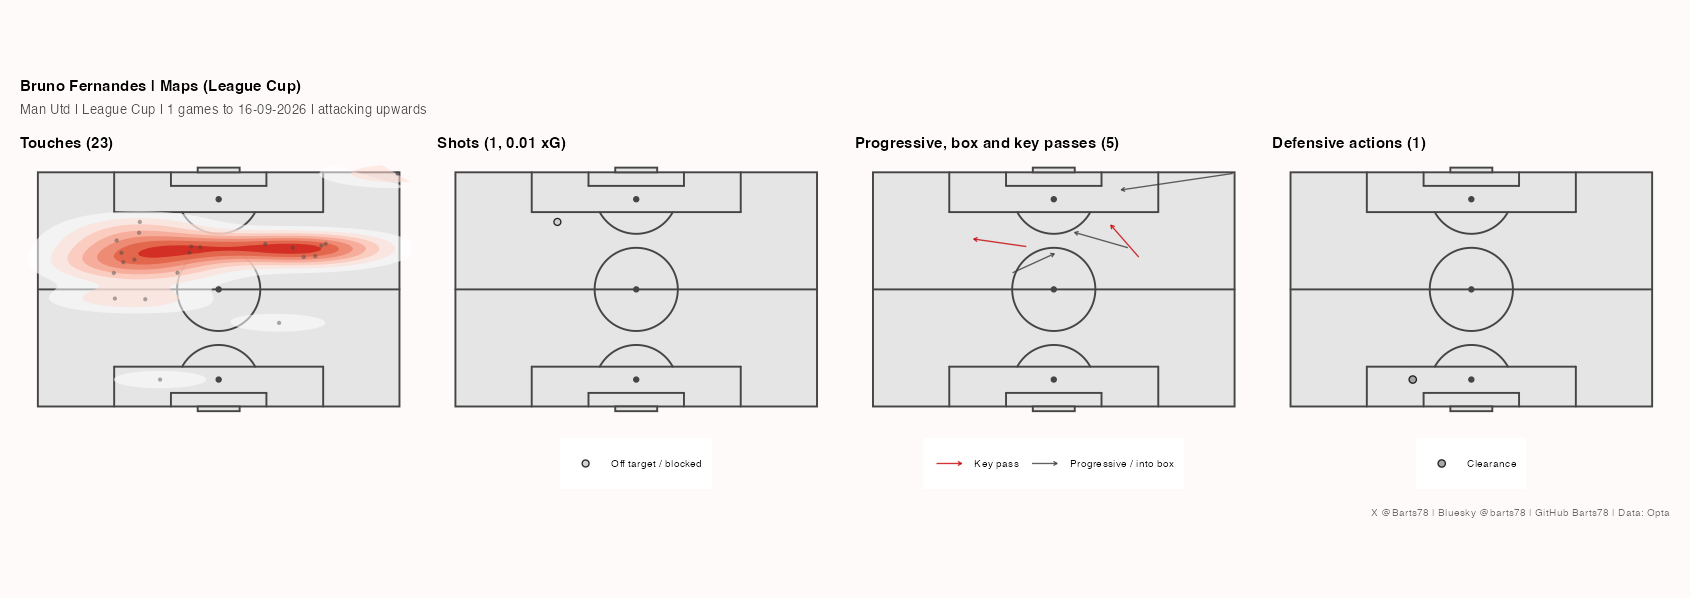 Bruno Fernandes | Maps (League Cup)
Man Utd | League Cup | 1 games to 16-09-2026 | attacking upwards
Touches (23)
Shots (1, 0.01 xG)
Progressive, box and key passes (5)
Defensive actions (1)
Off target / blocked
Key pass
Progressive / into box
Clearance
X @Barts78 | Bluesky @barts78 | GitHub Barts78 | Data: Opta